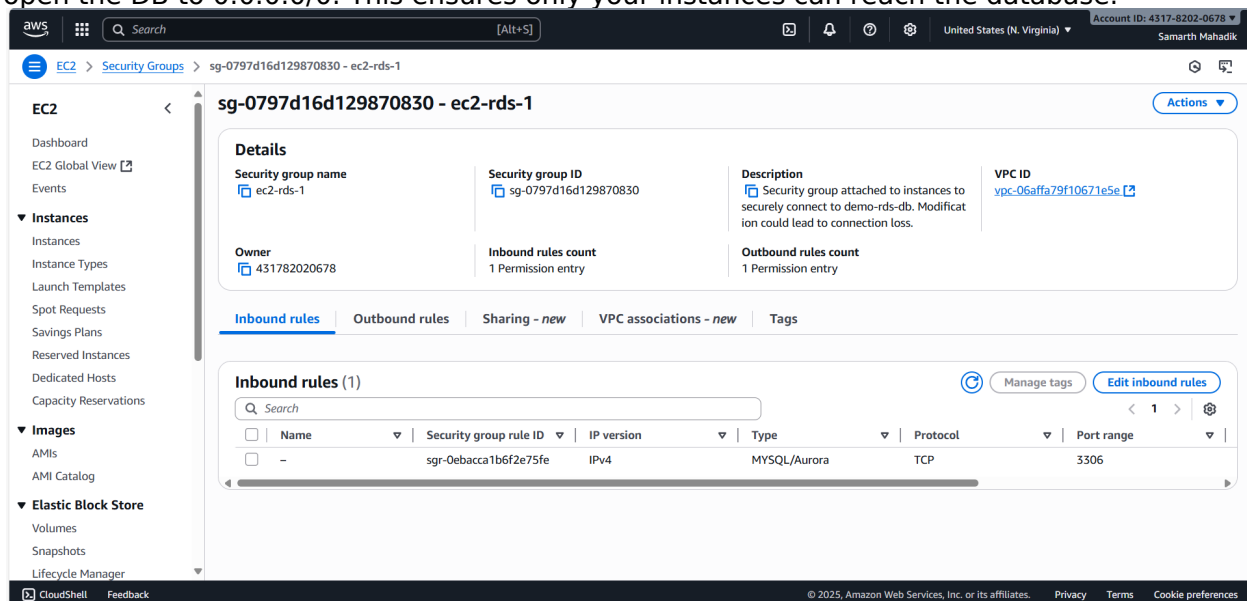 open the DB to 0.0.0.0/0. This ensures only your instances can reach the database.
aws
Search [Alt+S]
United States (N. Virginia) ▼
Account ID: 4317-8202-0678 ▼
Samarth Mahadik
EC2 > Security Groups > sg-0797d16d129870830 - ec2-rds-1
EC2
Dashboard
EC2 Global View
Events
▼ Instances
Instances
Instance Types
Launch Templates
Spot Requests
Savings Plans
Reserved Instances
Dedicated Hosts
Capacity Reservations
▼ Images
AMIs
AMI Catalog
▼ Elastic Block Store
Volumes
Snapshots
Lifecycle Manager
sg-0797d16d129870830 - ec2-rds-1
Actions ▼
Details
Security group name
ec2-rds-1
Security group ID
sg-0797d16d129870830
Description
Security group attached to instances to
securely connect to demo-rds-db. Modificat
ion could lead to connection loss.
VPC ID
vpc-06affa79f10671e5e
Owner
431782020678
Inbound rules count
1 Permission entry
Outbound rules count
1 Permission entry
Inbound rules Outbound rules Sharing - new VPC associations - new Tags
Inbound rules (1)
Manage tags Edit inbound rules
Search
< 1 >
Name Security group rule ID IP version Type Protocol Port range
– sgr-0ebacca1b6f2e75fe IPv4 MYSQL/Aurora TCP 3306
CloudShell Feedback © 2025, Amazon Web Services, Inc. or its affiliates. Privacy Terms Cookie preferences